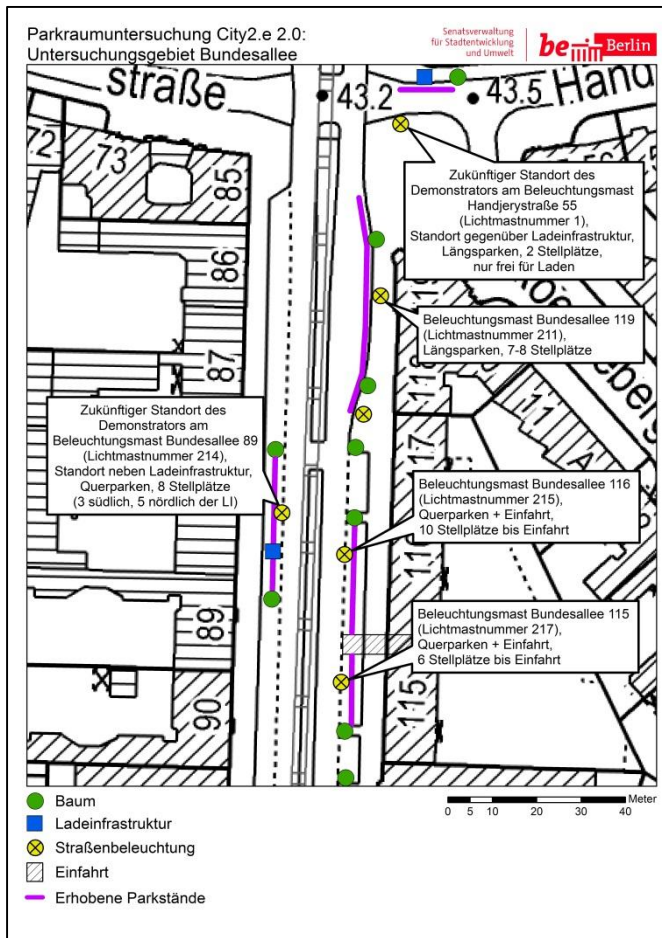 Parkraumuntersuchung City2.e 2.0:
Untersuchungsgebiet Bundesallee
Senatsverwaltung
für Stadtentwicklung
und Umwelt
Berlin
straße
43.2
43.5
Hand
72
73
85
86
87
89
90
Zukünftiger Standort des
Demonstrators am Beleuchtungsmast
Handjerystraße 55
(Lichtmastnummer 1),
Standort gegenüber Ladeinfrastruktur,
Längsparken, 2 Stellplätze,
nur frei für Laden
Beleuchtungsmast Bundesallee 119
(Lichtmastnummer 211),
Längsparken, 7-8 Stellplätze
Zukünftiger Standort des
Demonstrators am
Beleuchtungsmast Bundesallee 89
(Lichtmastnummer 214),
Standort neben Ladeinfrastruktur,
Querparken, 8 Stellplätze
(3 südlich, 5 nördlich der LI)
117
11
Beleuchtungsmast Bundesallee 116
(Lichtmastnummer 215),
Querparken + Einfahrt,
10 Stellplätze bis Einfahrt
Beleuchtungsmast Bundesallee 115
(Lichtmastnummer 217),
Querparken + Einfahrt,
6 Stellplätze bis Einfahrt
115
Baum
Ladeinfrastruktur
Straßenbeleuchtung
Einfahrt
Erhobene Parkstände
Meter
0 5 10 20 30 40